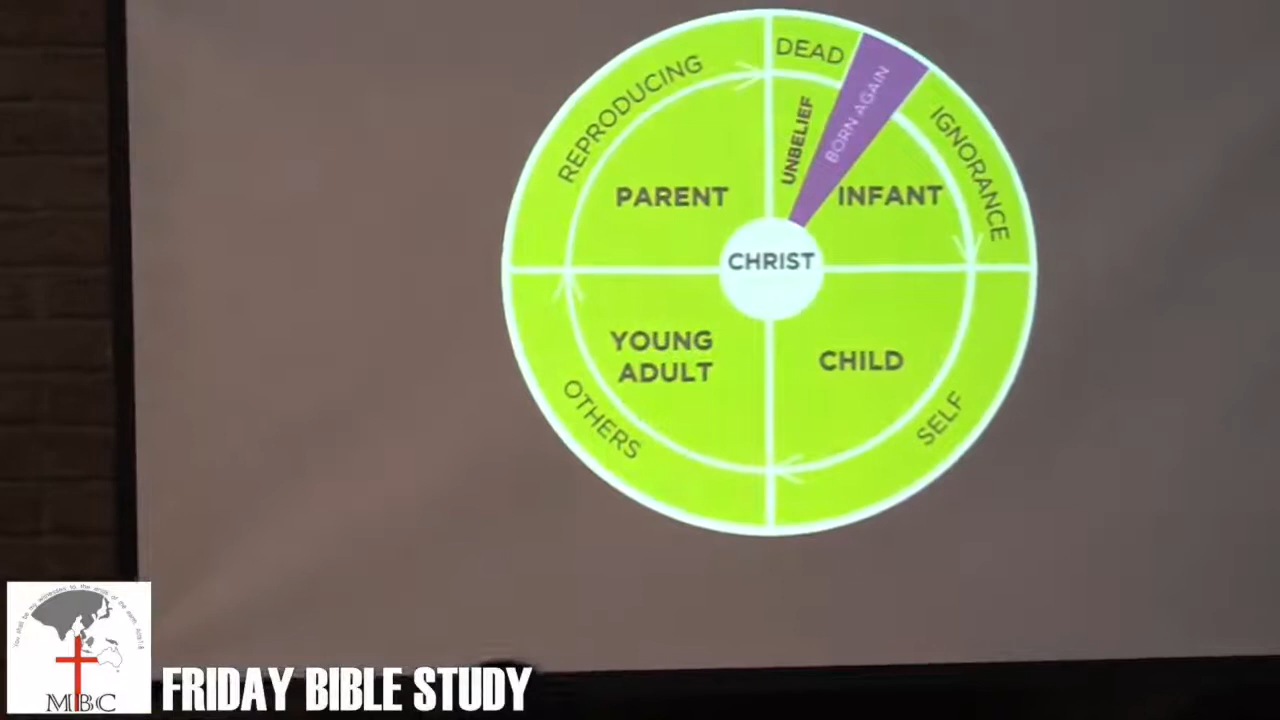 DEAD
REPRODUCING
BORN AGAIN
UNBELIEF
IGNORANCE
PARENT
INFANT
CHRIST
YOUNG
ADULT
CHILD
OTHERS
SELF
MBC
FRIDAY BIBLE STUDY